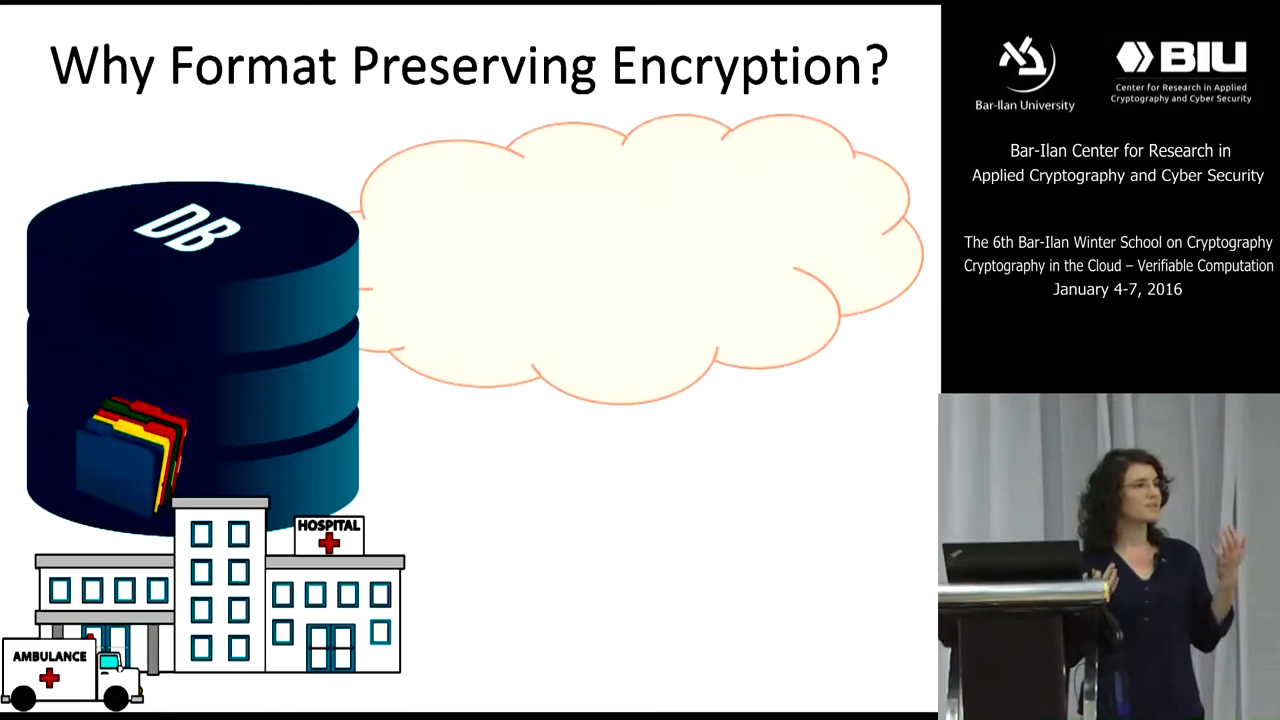 Why Format Preserving Encryption?
DB
HOSPITAL
AMBULANCE
Bar-Ilan University
BIU
Center for Research in Applied
Cryptography and Cyber Security
Bar-Ilan Center for Research in
Applied Cryptography and Cyber Security
The 6th Bar-Ilan Winter School on Cryptography
Cryptography in the Cloud – Verifiable Computation
January 4-7, 2016